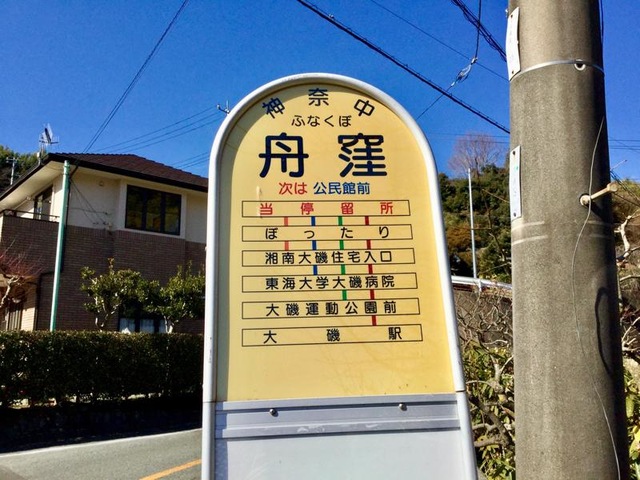 神奈中
ふなくぼ
舟窪
次は 公民館前
当停留所
ぽったり
湘南大磯住宅入口
東海大学大磯病院
大磯運動公園前
大磯駅